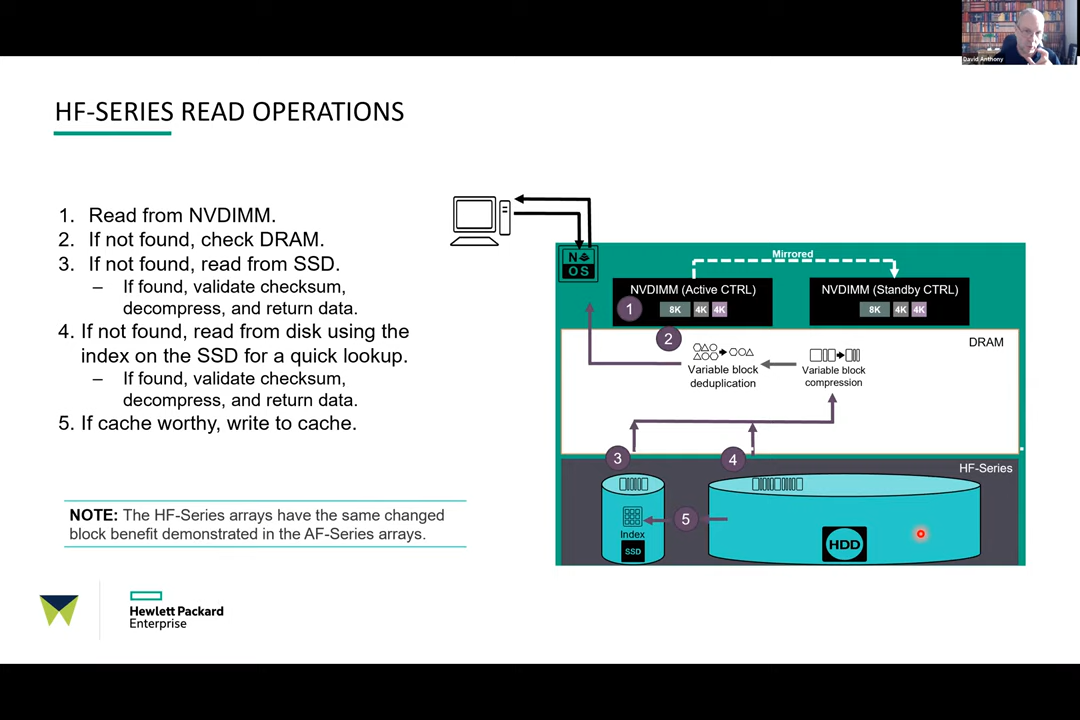 David Anthony
HF-SERIES READ OPERATIONS
1. Read from NVDIMM.
2. If not found, check DRAM.
3. If not found, read from SSD.
– If found, validate checksum,
decompress, and return data.
4. If not found, read from disk using the
index on the SSD for a quick lookup.
– If found, validate checksum,
decompress, and return data.
5. If cache worthy, write to cache.
NOTE: The HF-Series arrays have the same changed
block benefit demonstrated in the AF-Series arrays.
Hewlett Packard
Enterprise
N
OS
Mirrored
NVDIMM (Active CTRL)
1
8K 4K 4K
NVDIMM (Standby CTRL)
8K 4K 4K
2
DRAM
Variable block
deduplication
Variable block
compression
3
4
HF-Series
5
Index
SSD
HDD